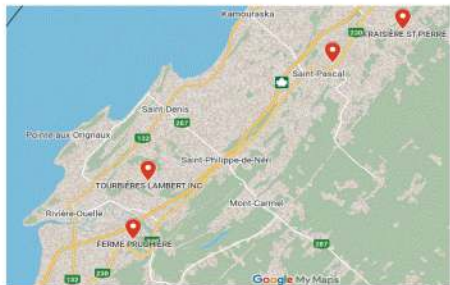 Kamouraska
230
FRAISIÈRE ST-PIERRE
Saint-Pascal
Saint-Denis
287
Pointe aux Orignaux
132
Saint-Philippe-de-Néri
TOURBIÈRES LAMBERT INC
Mont-Carmel
Rivière-Ouelle
FERME PRUCHIÈRE
287
132
230
Google My Maps